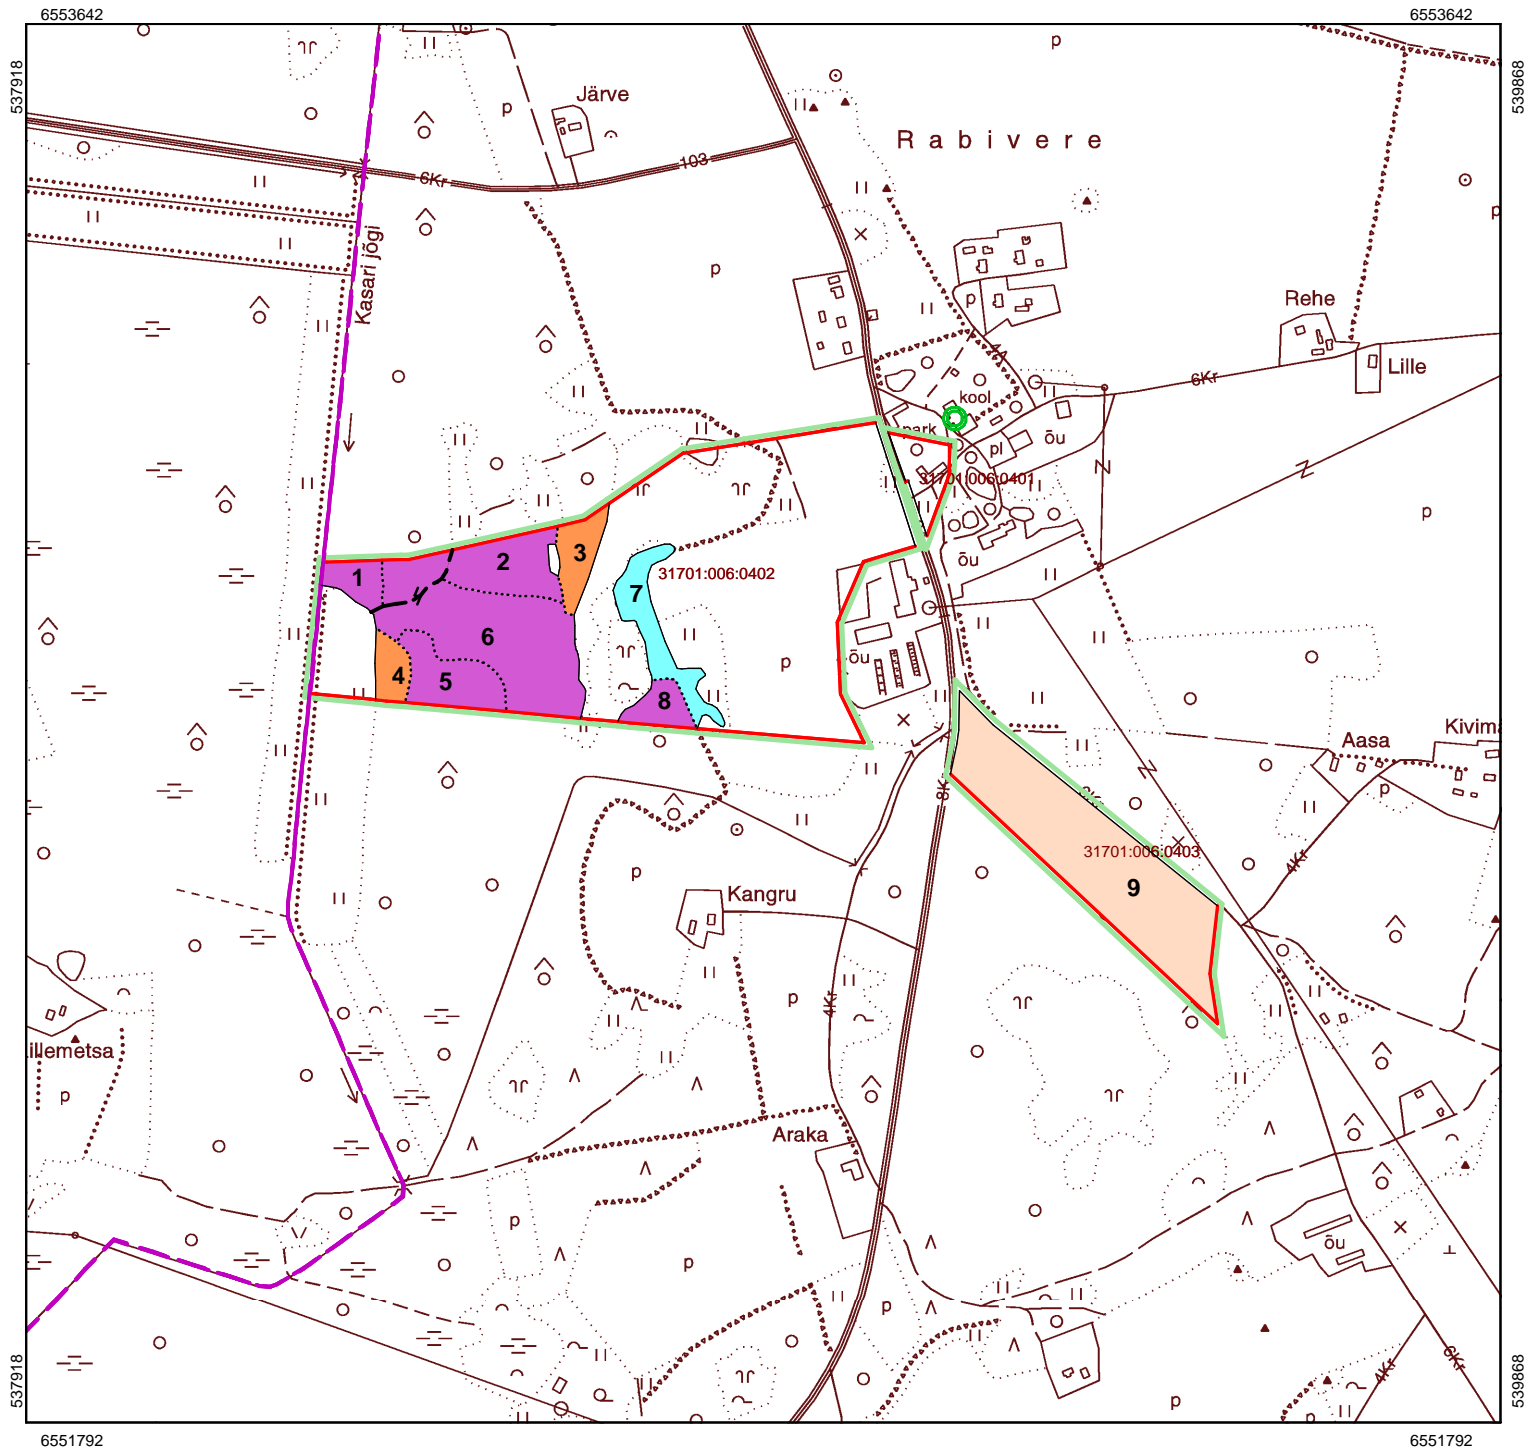 6553642
6553642
537918
539868
Järve
p
p
Rabivere
103
6Kr
Kasari jõgi
p
p
p
Rehe
Lille
6Kr
kool
park
pl
õu
31701:006:0401
p
õu
1
2
3
31701:006:0402
7
6
4
5
8
p
õu
Kivima
Aasa
p
8K
31701:006:0403
9
4Kr
p
Kangru
p
4Kr
illemetsa
p
Araka
p
p
õu
p
p
p
4Kr
6Kr
537918
539868
6551792
6551792